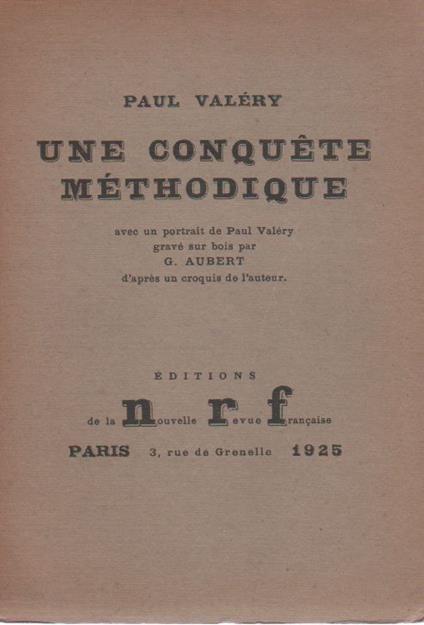 PAUL VALÉRY
UNE CONQUÊTE
MÉTHODIQUE
avec un portrait de Paul Valéry
gravé sur bois par
G. AUBERT
d'après un croquis de l'auteur.
ÉDITIONS
de la nouvelle revue française
PARIS 3, rue de Grenelle 1925